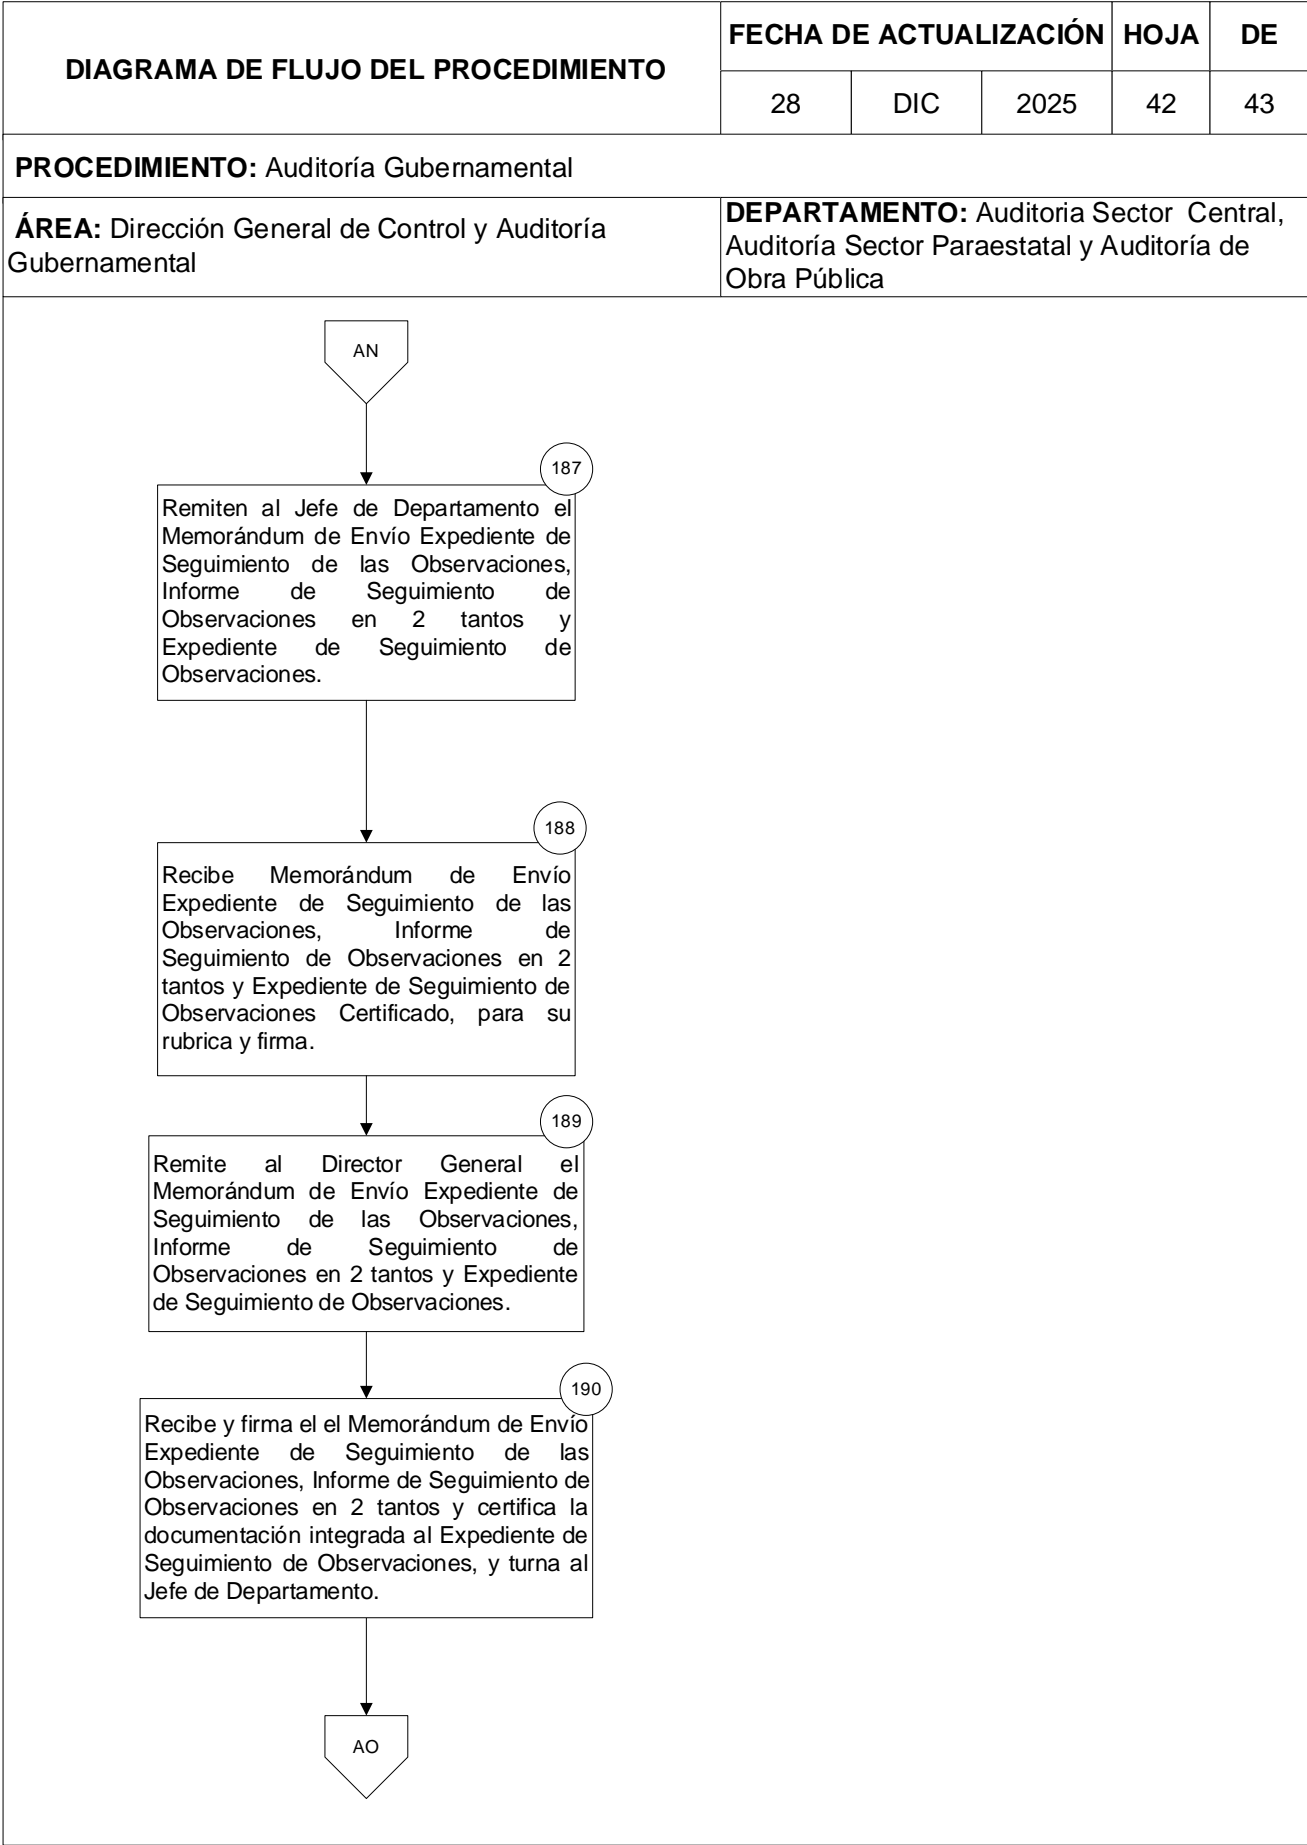 DIAGRAMA DE FLUJO DEL PROCEDIMIENTO
FECHA DE ACTUALIZACIÓN HOJA DE
28 DIC 2025 42 43
PROCEDIMIENTO: Auditoría Gubernamental
ÁREA: Dirección General de Control y Auditoría
Gubernamental
DEPARTAMENTO: Auditoria Sector Central,
Auditoría Sector Paraestatal y Auditoría de
Obra Pública
AN
187
Remiten al Jefe de Departamento el
Memorándum de Envío Expediente de
Seguimiento de las Observaciones,
Informe de Seguimiento de
Observaciones en 2 tantos y
Expediente de Seguimiento de
Observaciones.
188
Recibe Memorándum de Envío
Expediente de Seguimiento de las
Observaciones, Informe de
Seguimiento de Observaciones en 2
tantos y Expediente de Seguimiento de
Observaciones Certificado, para su
rubrica y firma.
189
Remite al Director General el
Memorándum de Envío Expediente de
Seguimiento de las Observaciones,
Informe de Seguimiento de
Observaciones en 2 tantos y Expediente
de Seguimiento de Observaciones.
190
Recibe y firma el el Memorándum de Envío
Expediente de Seguimiento de las
Observaciones, Informe de Seguimiento de
Observaciones en 2 tantos y certifica la
documentación integrada al Expediente de
Seguimiento de Observaciones, y turna al
Jefe de Departamento.
AO